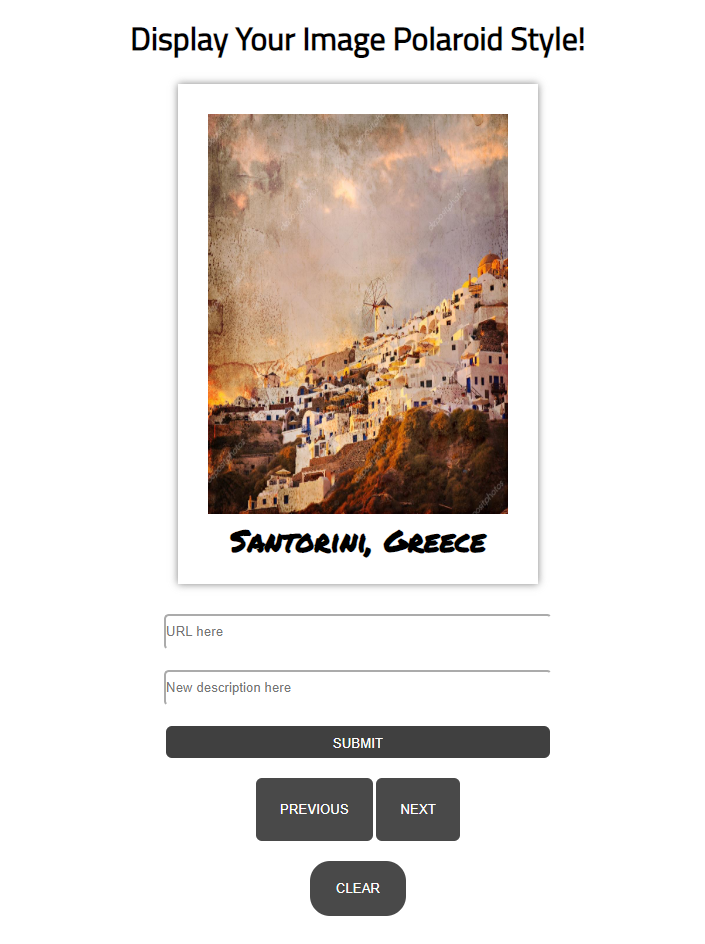 Display Your Image Polaroid Style!
Santorini, Greece
URL here
New description here
SUBMIT
PREVIOUS NEXT
CLEAR